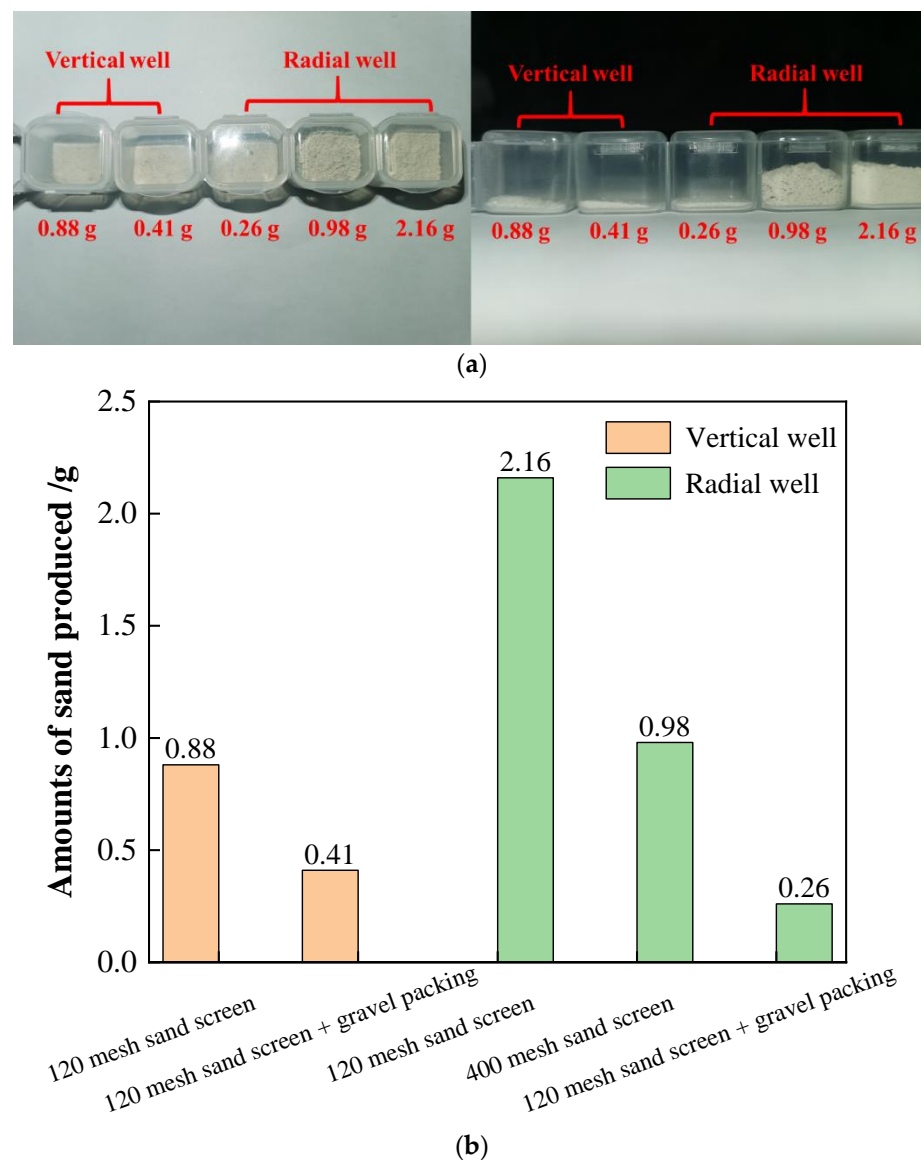 Vertical well
Radial well
0.88 g
0.41 g
0.26 g
0.98 g
2.16 g
Vertical well
Radial well
0.88 g
0.41 g
0.26 g
0.98 g
2.16 g
(a)
Amounts of sand produced /g
2.5
2.0
1.5
1.0
0.5
0.0
Vertical well
Radial well
0.88
0.41
2.16
0.98
0.26
120 mesh sand screen
120 mesh sand screen + gravel packing
120 mesh sand screen
400 mesh sand screen
120 mesh sand screen + gravel packing
(b)